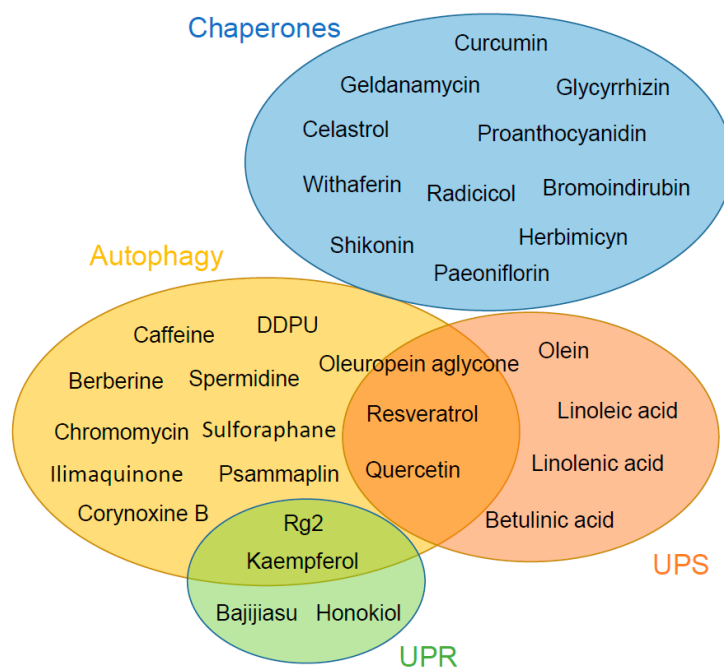 Chaperones
Curcumin
Geldanamycin
Glycyrrhizin
Celastrol
Proanthocyanidin
Withaferin
Radicicol
Bromoindirubin
Shikonin
Herbimicyn
Paeoniflorin
Autophagy
Caffeine
DDPU
Oleuropein aglycone
Olein
Berberine
Spermidine
Resveratrol
Linoleic acid
Chromomycin
Sulforaphane
Ilimaquinone
Psammaplin
Quercetin
Linolenic acid
Corynoxine B
Rg2
Betulinic acid
Kaempferol
UPS
Bajijiasu
Honokiol
UPR